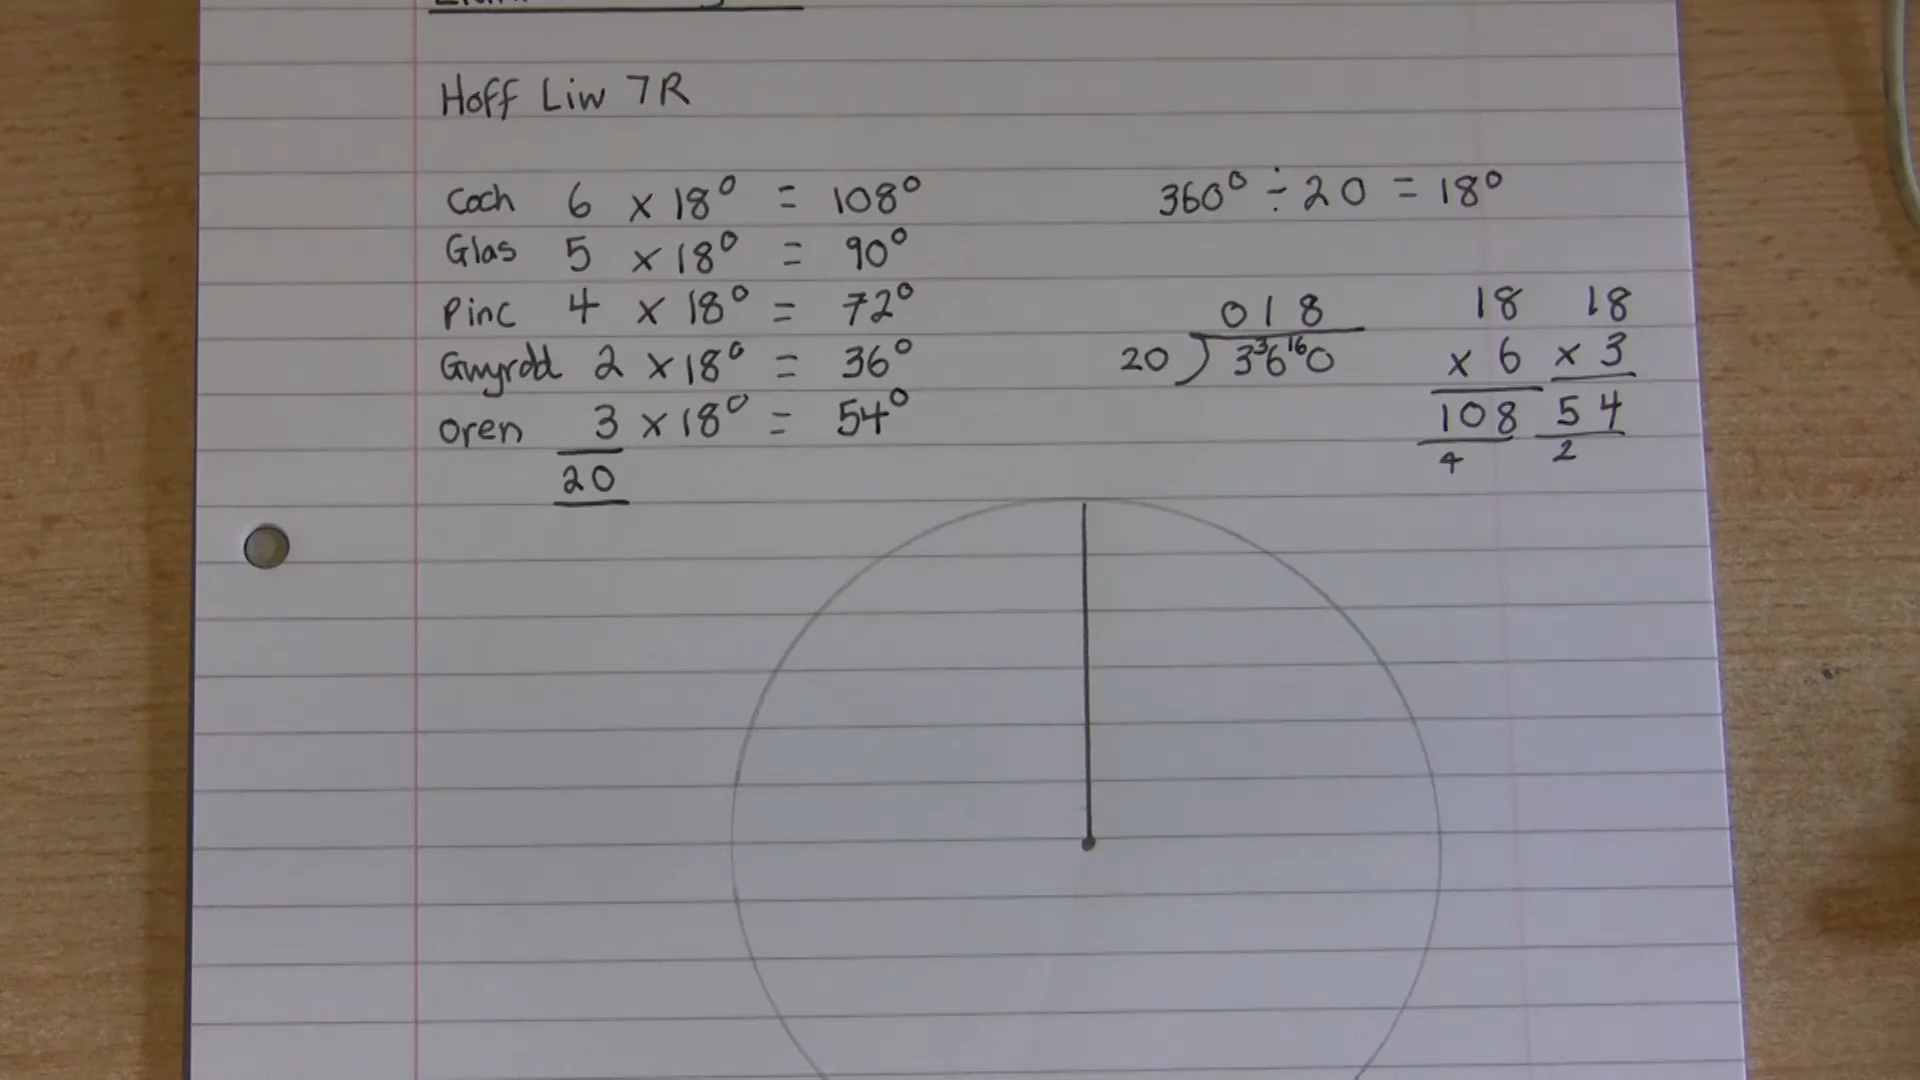 Hoff Liw 7R
Coch 6 x 18° = 108°
Glas 5 x 18° = 90°
Pinc 4 x 18° = 72°
Gwyrdd 2 x 18° = 36°
Oren 3 x 18° = 54°
20
360° ÷ 20 = 18°
018
20 ) 3³6¹⁶0
18
x 6
108
4
18
x 3
54
2